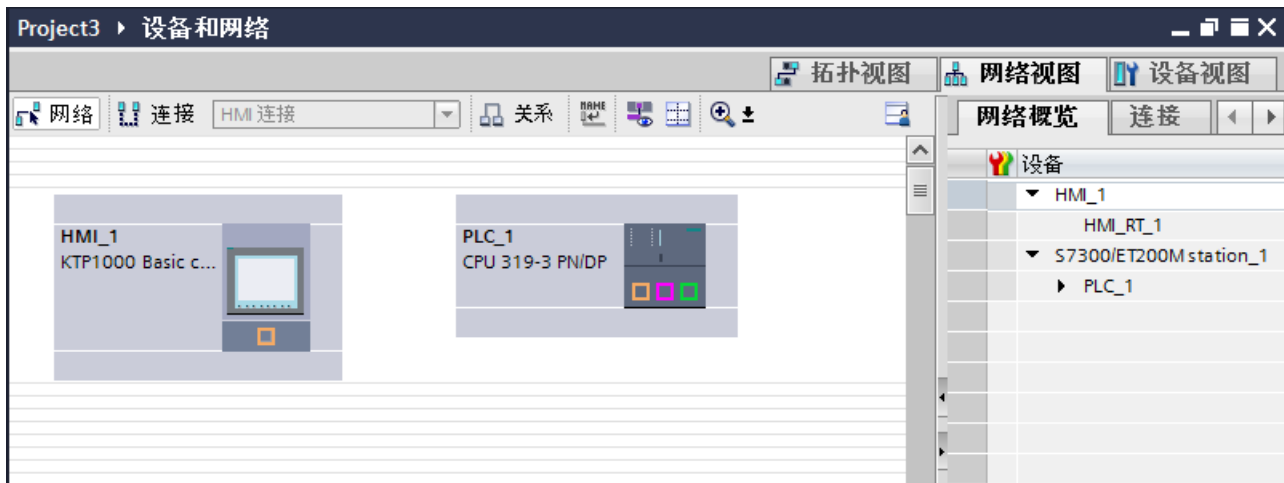 Project3 ▸ 设备和网络
拓扑视图 网络视图 设备视图
网络 连接 HMI 连接 关系 网络概览 连接
设备
HMI_1
KTP1000 Basic c...
PLC_1
CPU 319-3 PN/DP
HMI_1
HMI_RT_1
S7300/ET200M station_1
PLC_1